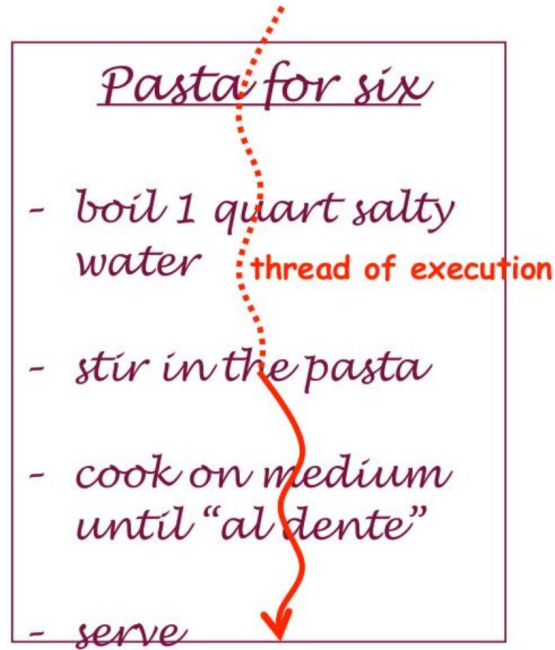 Pasta for six
- boil 1 quart salty
water
thread of execution
- stir in the pasta
- cook on medium
until “al dente”
- serve